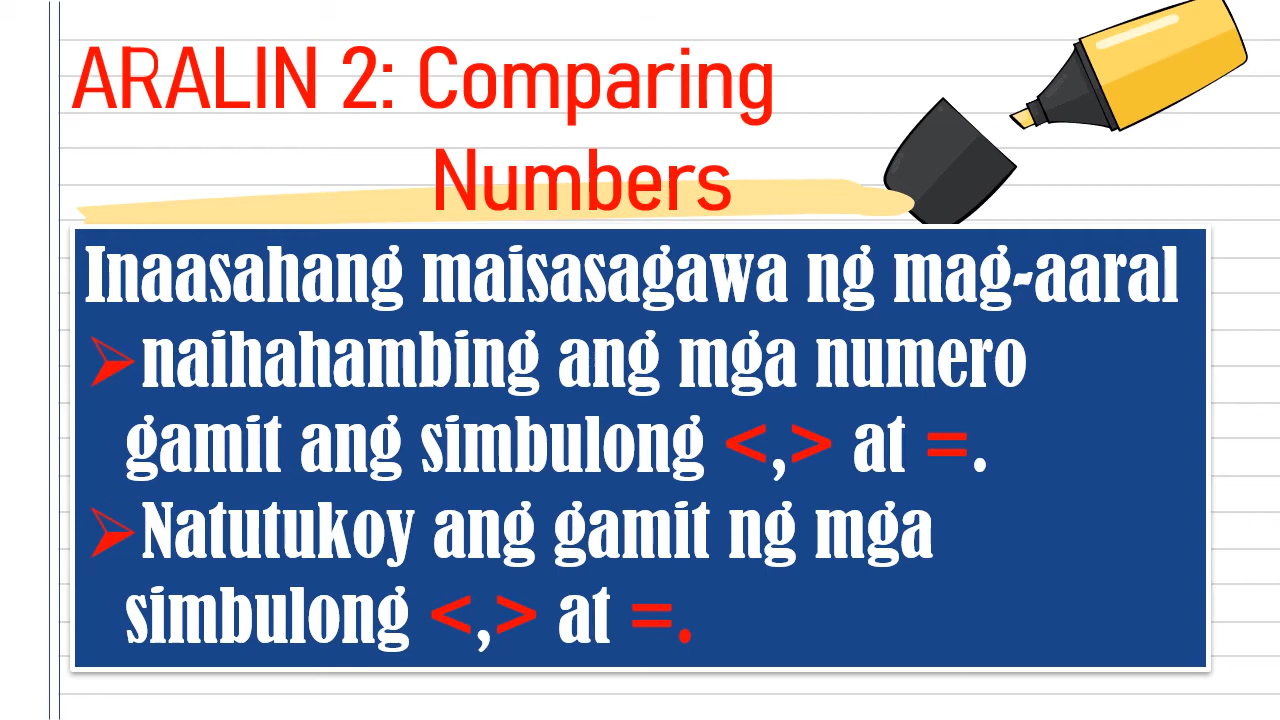 ARALIN 2: Comparing
Numbers
Inaasahang maisasagawa ng mag-aaral
➢naihahambing ang mga numero
gamit ang simbulong <,> at =.
➢Natutukoy ang gamit ng mga
simbulong <,> at =.